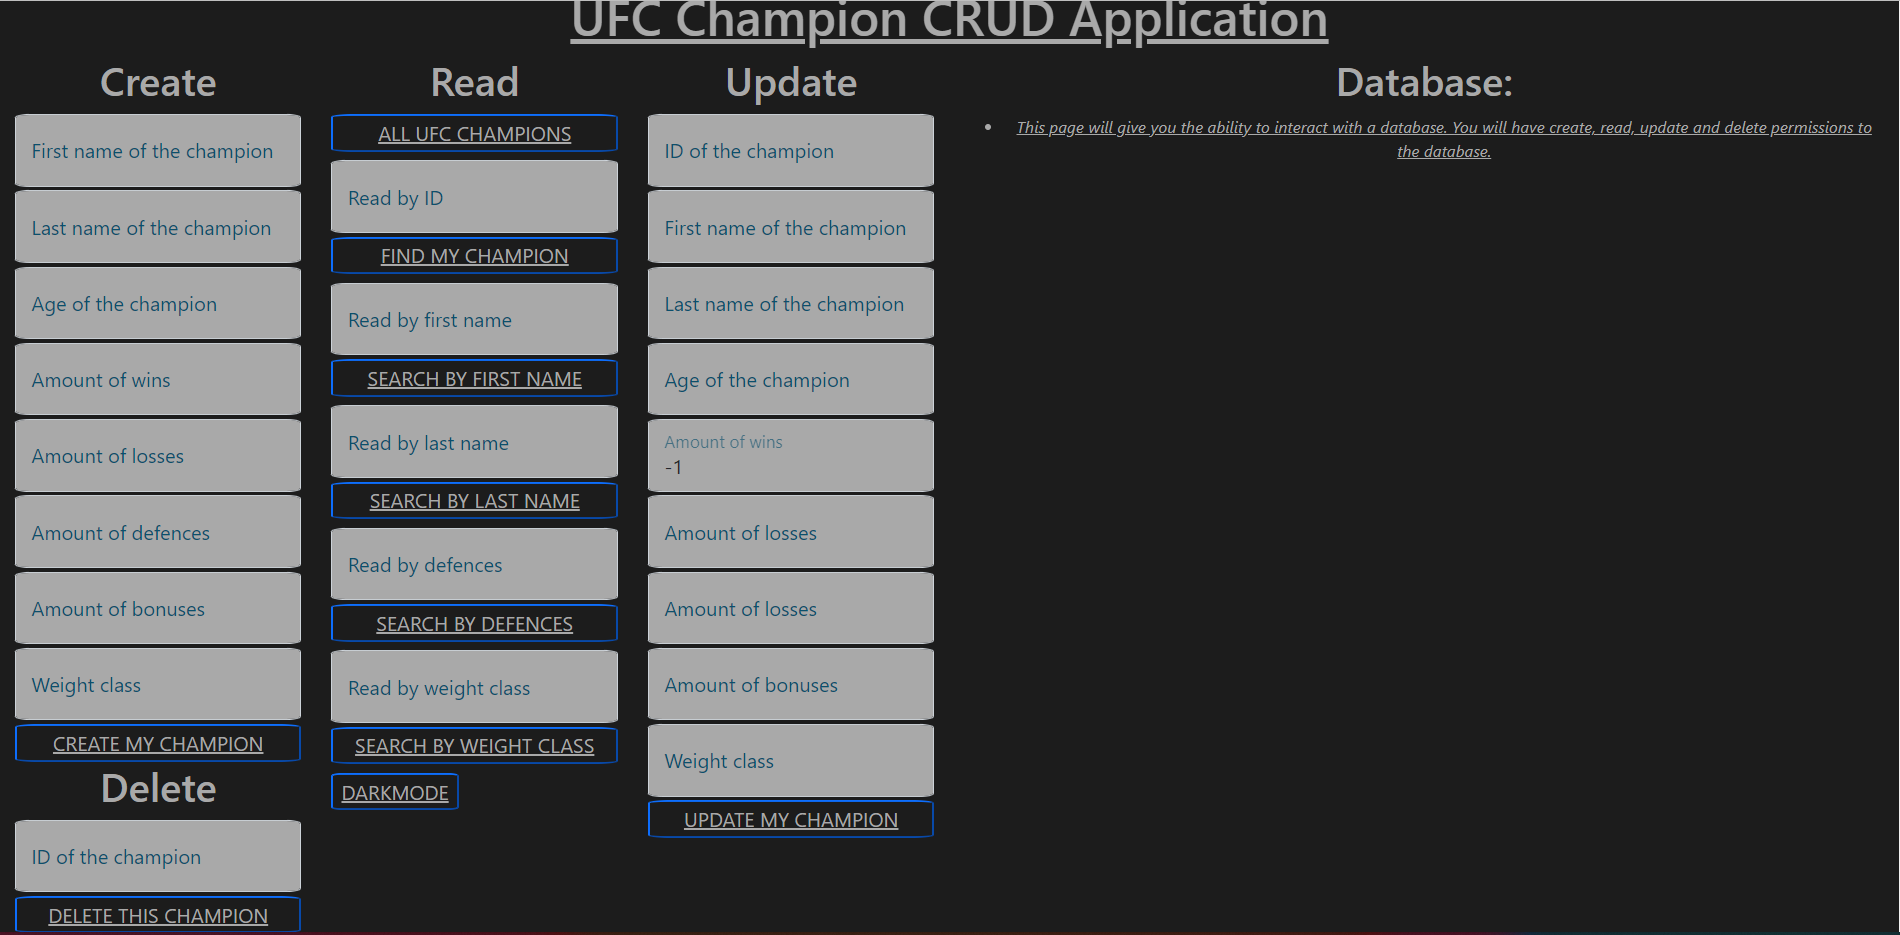 UFC Champion CRUD Application
Create
First name of the champion
Last name of the champion
Age of the champion
Amount of wins
Amount of losses
Amount of defences
Amount of bonuses
Weight class
CREATE MY CHAMPION
Delete
ID of the champion
DELETE THIS CHAMPION
Read
ALL UFC CHAMPIONS
Read by ID
FIND MY CHAMPION
Read by first name
SEARCH BY FIRST NAME
Read by last name
SEARCH BY LAST NAME
Read by defences
SEARCH BY DEFENCES
Read by weight class
SEARCH BY WEIGHT CLASS
DARKMODE
Update
ID of the champion
First name of the champion
Last name of the champion
Age of the champion
Amount of wins
-1
Amount of losses
Amount of losses
Amount of bonuses
Weight class
UPDATE MY CHAMPION
Database:
• This page will give you the ability to interact with a database. You will have create, read, update and delete permissions to
the database.